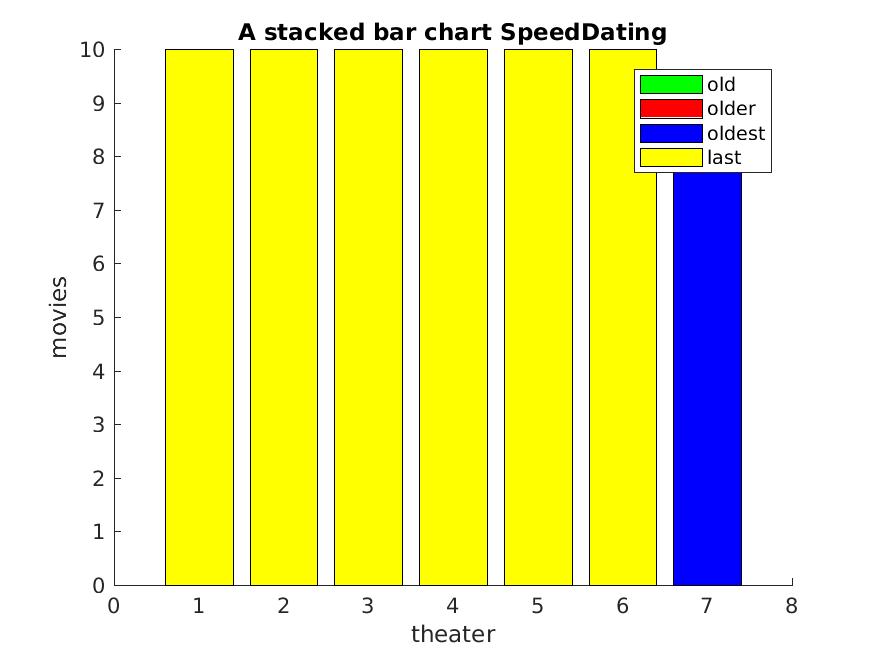 A stacked bar chart SpeedDating
10
9
8
7
6
5
4
3
2
1
0
movies
old
older
oldest
last
0 1 2 3 4 5 6 7 8
theater